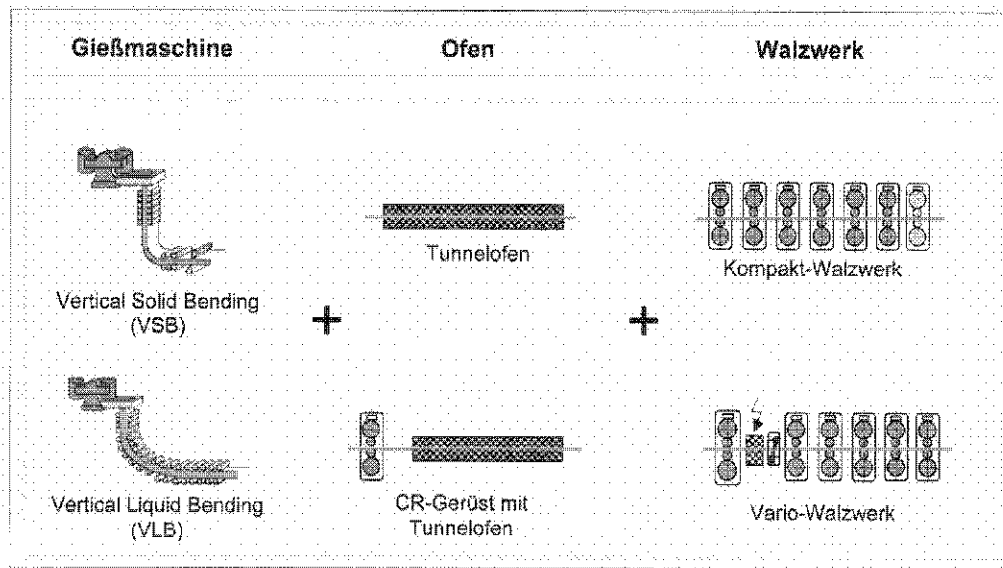 Gießmaschine
Ofen
Walzwerk
Tunnelofen
Kompakt-Walzwerk
Vertical Solid Bending
(VSB)
+
+
Vertical Liquid Bending
(VLB)
CR-Gerüst mit
Tunnelofen
Vario-Walzwerk